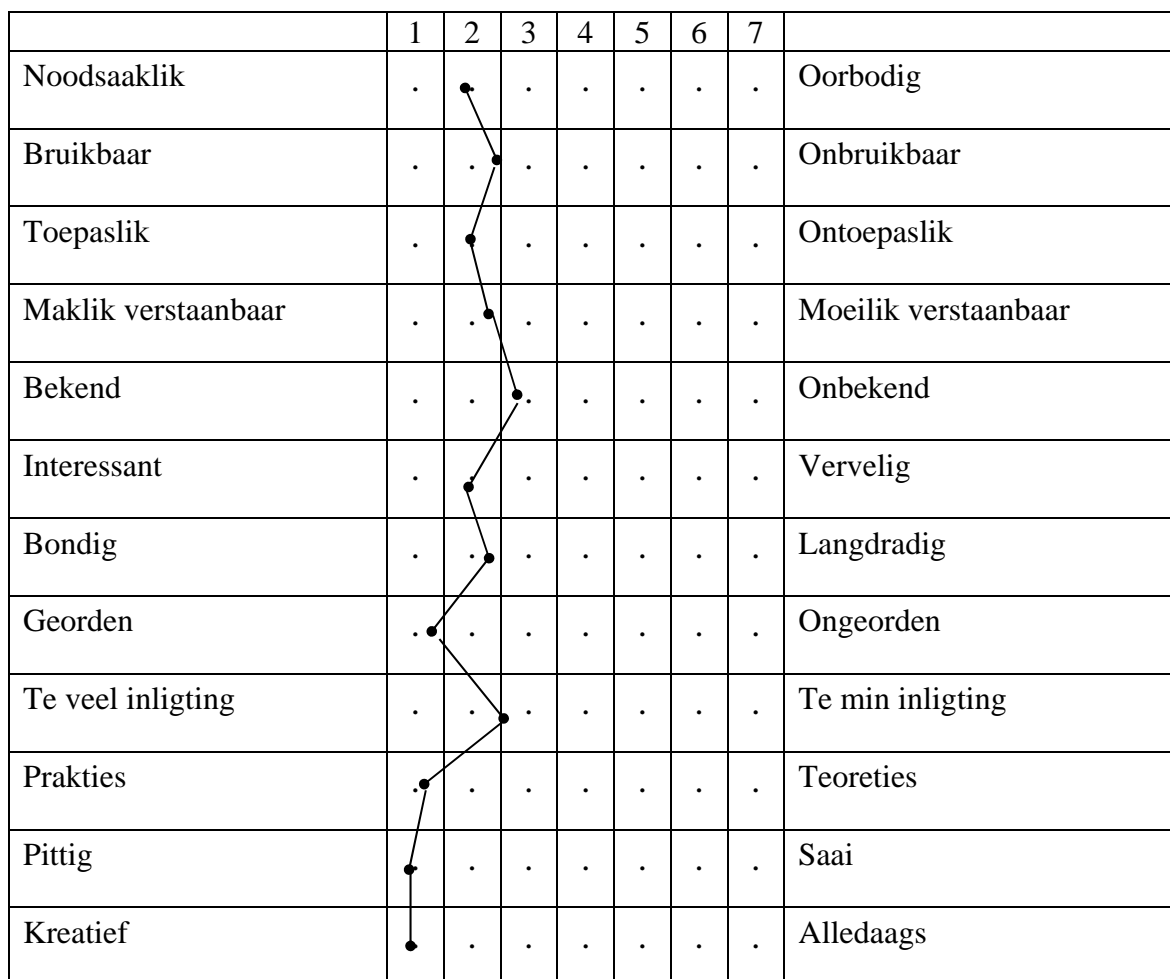 1 2 3 4 5 6 7
Noodsaaklik . . . . . . . Oorbodig
Bruikbaar . . . . . . . Onbruikbaar
Toepaslik . . . . . . . Ontoepaslik
Maklik verstaanbaar . . . . . . . Moeilik verstaanbaar
Bekend . . . . . . . Onbekend
Interessant . . . . . . . Vervelig
Bondig . . . . . . . Langdradig
Georden . . . . . . . Ongeorden
Te veel inligting . . . . . . . Te min inligting
Prakties . . . . . . . Teoreties
Pittig . . . . . . . Saai
Kreatief . . . . . . . Alledaags